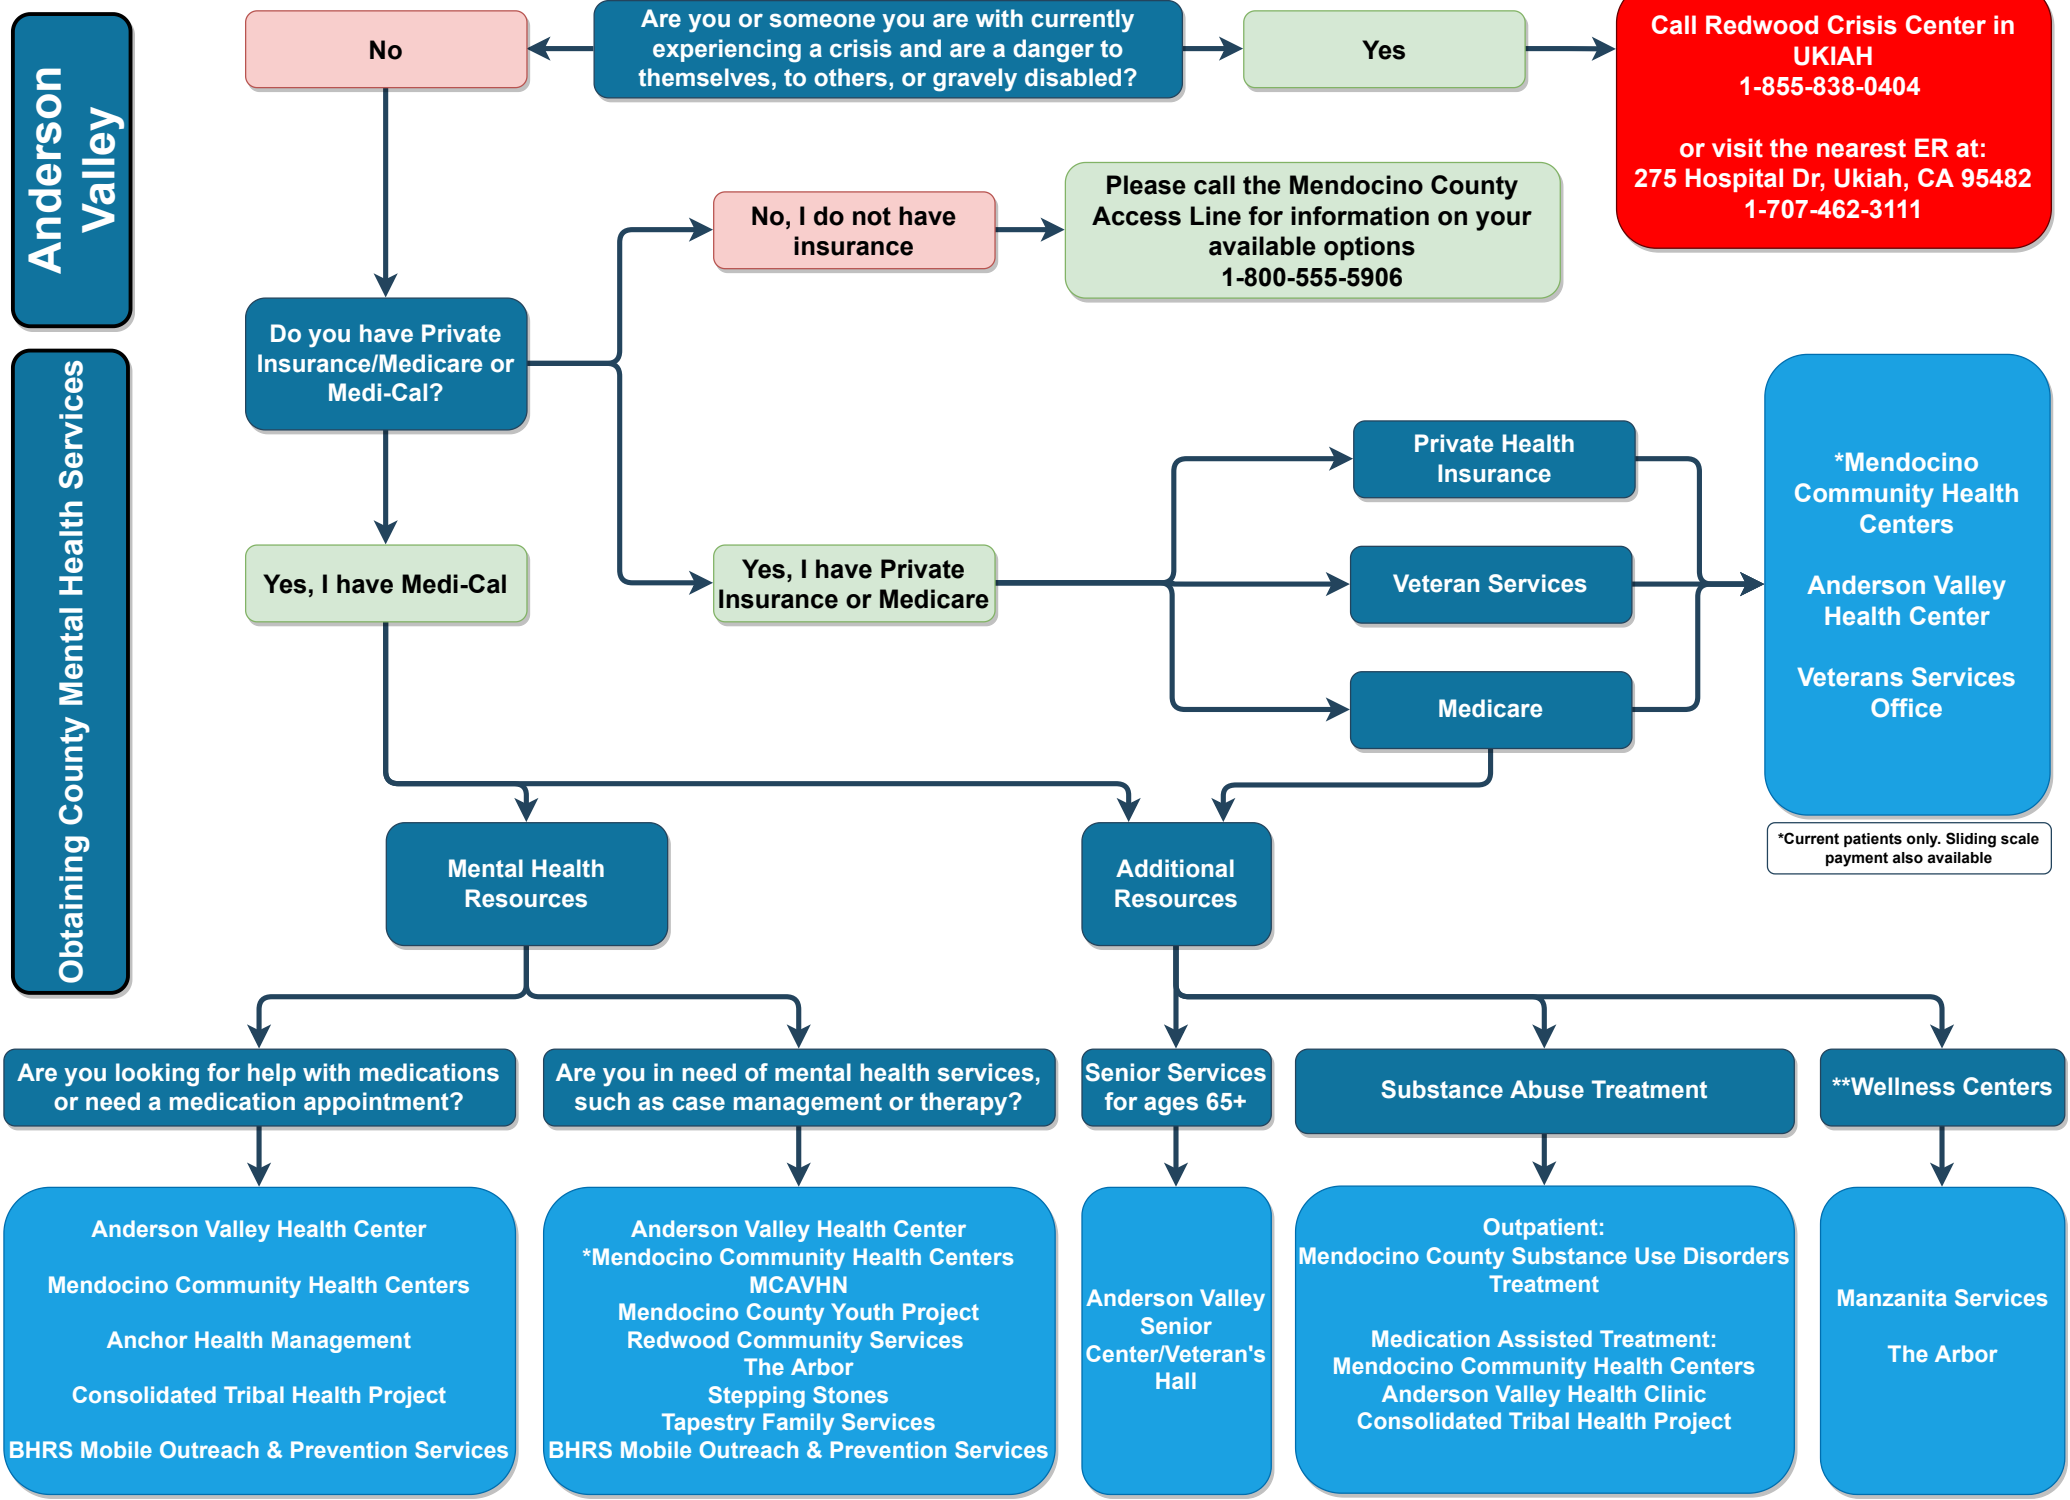 Anderson
Valley
Obtaining County Mental Health Services
No
Are you or someone you are with currently
experiencing a crisis and are a danger to
themselves, to others, or gravely disabled?
Yes
Call Redwood Crisis Center in
UKIAH
1-855-838-0404
or visit the nearest ER at:
275 Hospital Dr, Ukiah, CA 95482
1-707-462-3111
No, I do not have
insurance
Please call the Mendocino County
Access Line for information on your
available options
1-800-555-5906
Do you have Private
Insurance/Medicare or
Medi-Cal?
Yes, I have Medi-Cal
Yes, I have Private
Insurance or Medicare
Private Health
Insurance
Veteran Services
Medicare
*Mendocino
Community Health
Centers
Anderson Valley
Health Center
Veterans Services
Office
*Current patients only. Sliding scale
payment also available
Mental Health
Resources
Additional
Resources
Are you looking for help with medications
or need a medication appointment?
Are you in need of mental health services,
such as case management or therapy?
Senior Services
for ages 65+
Substance Abuse Treatment
**Wellness Centers
Anderson Valley Health Center
Mendocino Community Health Centers
Anchor Health Management
Consolidated Tribal Health Project
BHRS Mobile Outreach & Prevention Services
Anderson Valley Health Center
*Mendocino Community Health Centers
MCAVHN
Mendocino County Youth Project
Redwood Community Services
The Arbor
Stepping Stones
Tapestry Family Services
BHRS Mobile Outreach & Prevention Services
Anderson Valley
Senior
Center/Veteran's
Hall
Outpatient:
Mendocino County Substance Use Disorders
Treatment
Medication Assisted Treatment:
Mendocino Community Health Centers
Anderson Valley Health Clinic
Consolidated Tribal Health Project
Manzanita Services
The Arbor